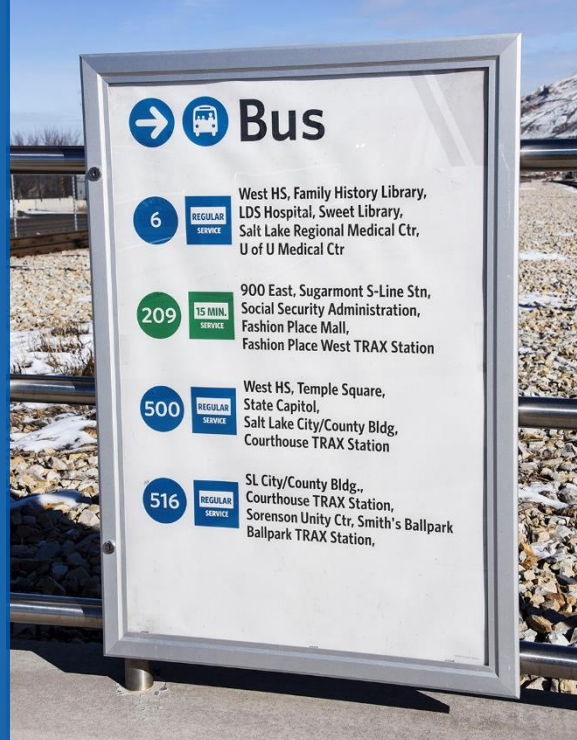 Bus
6 REGULAR SERVICE West HS, Family History Library,
LDS Hospital, Sweet Library,
Salt Lake Regional Medical Ctr,
U of U Medical Ctr
209 15 MIN. SERVICE 900 East, Sugarmont S-Line Stn,
Social Security Administration,
Fashion Place Mall,
Fashion Place West TRAX Station
500 REGULAR SERVICE West HS, Temple Square,
State Capitol,
Salt Lake City/County Bldg,
Courthouse TRAX Station
516 REGULAR SERVICE SL City/County Bldg.,
Courthouse TRAX Station,
Sorenson Unity Ctr, Smith's Ballpark
Ballpark TRAX Station,